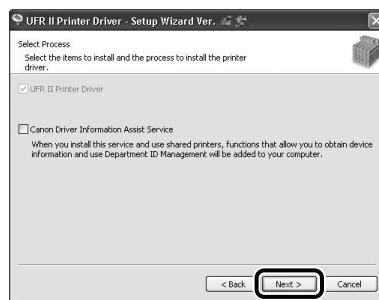 UFR II Printer Driver - Setup Wizard Ver.
Select Process
Select the items to install and the process to install the printer
driver.
UFR II Printer Driver
Canon Driver Information Assist Service
When you install this service and use shared printers, functions that allow you to obtain device
information and use Department ID Management will be added to your computer.
< Back Next > Cancel